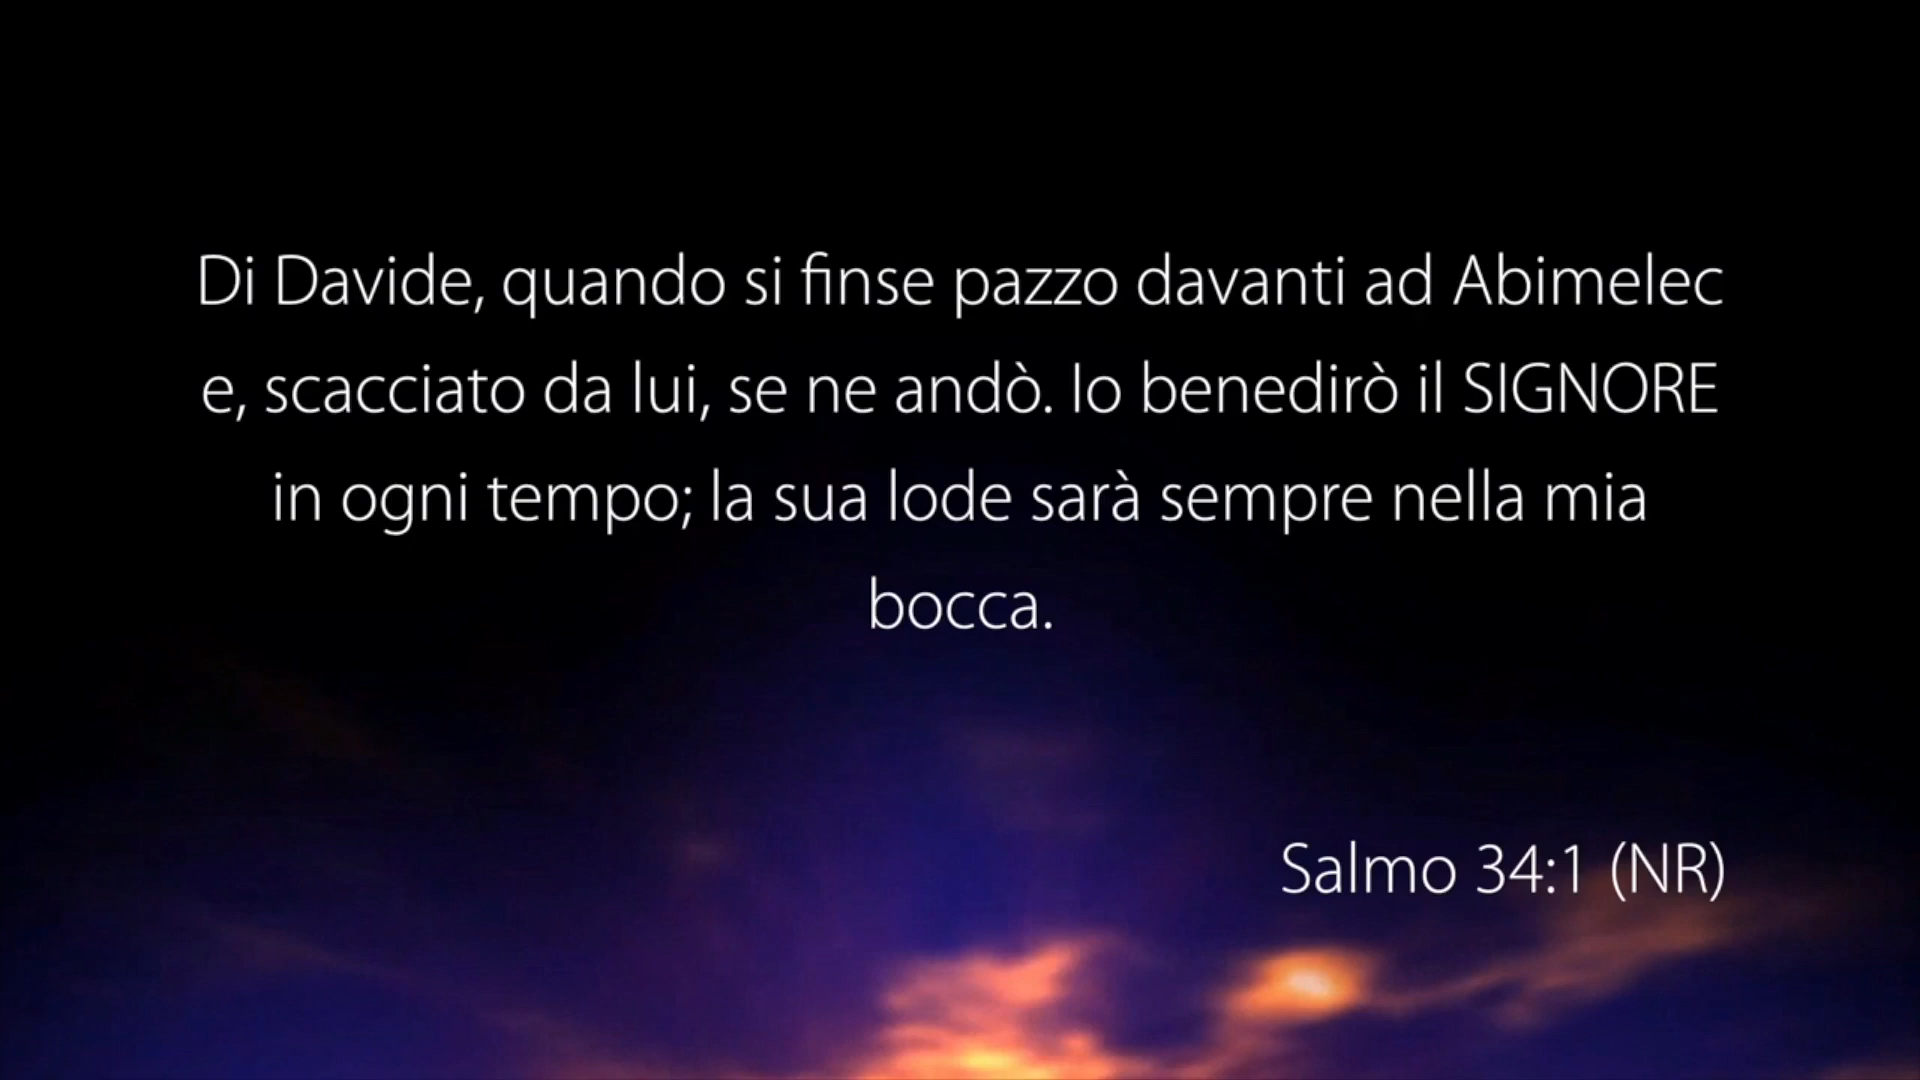 Di Davide, quando si finse pazzo davanti ad Abimelec
e, scacciato da lui, se ne andò. Io benedirò il SIGNORE
in ogni tempo; la sua lode sarà sempre nella mia
bocca.
Salmo 34:1 (NR)